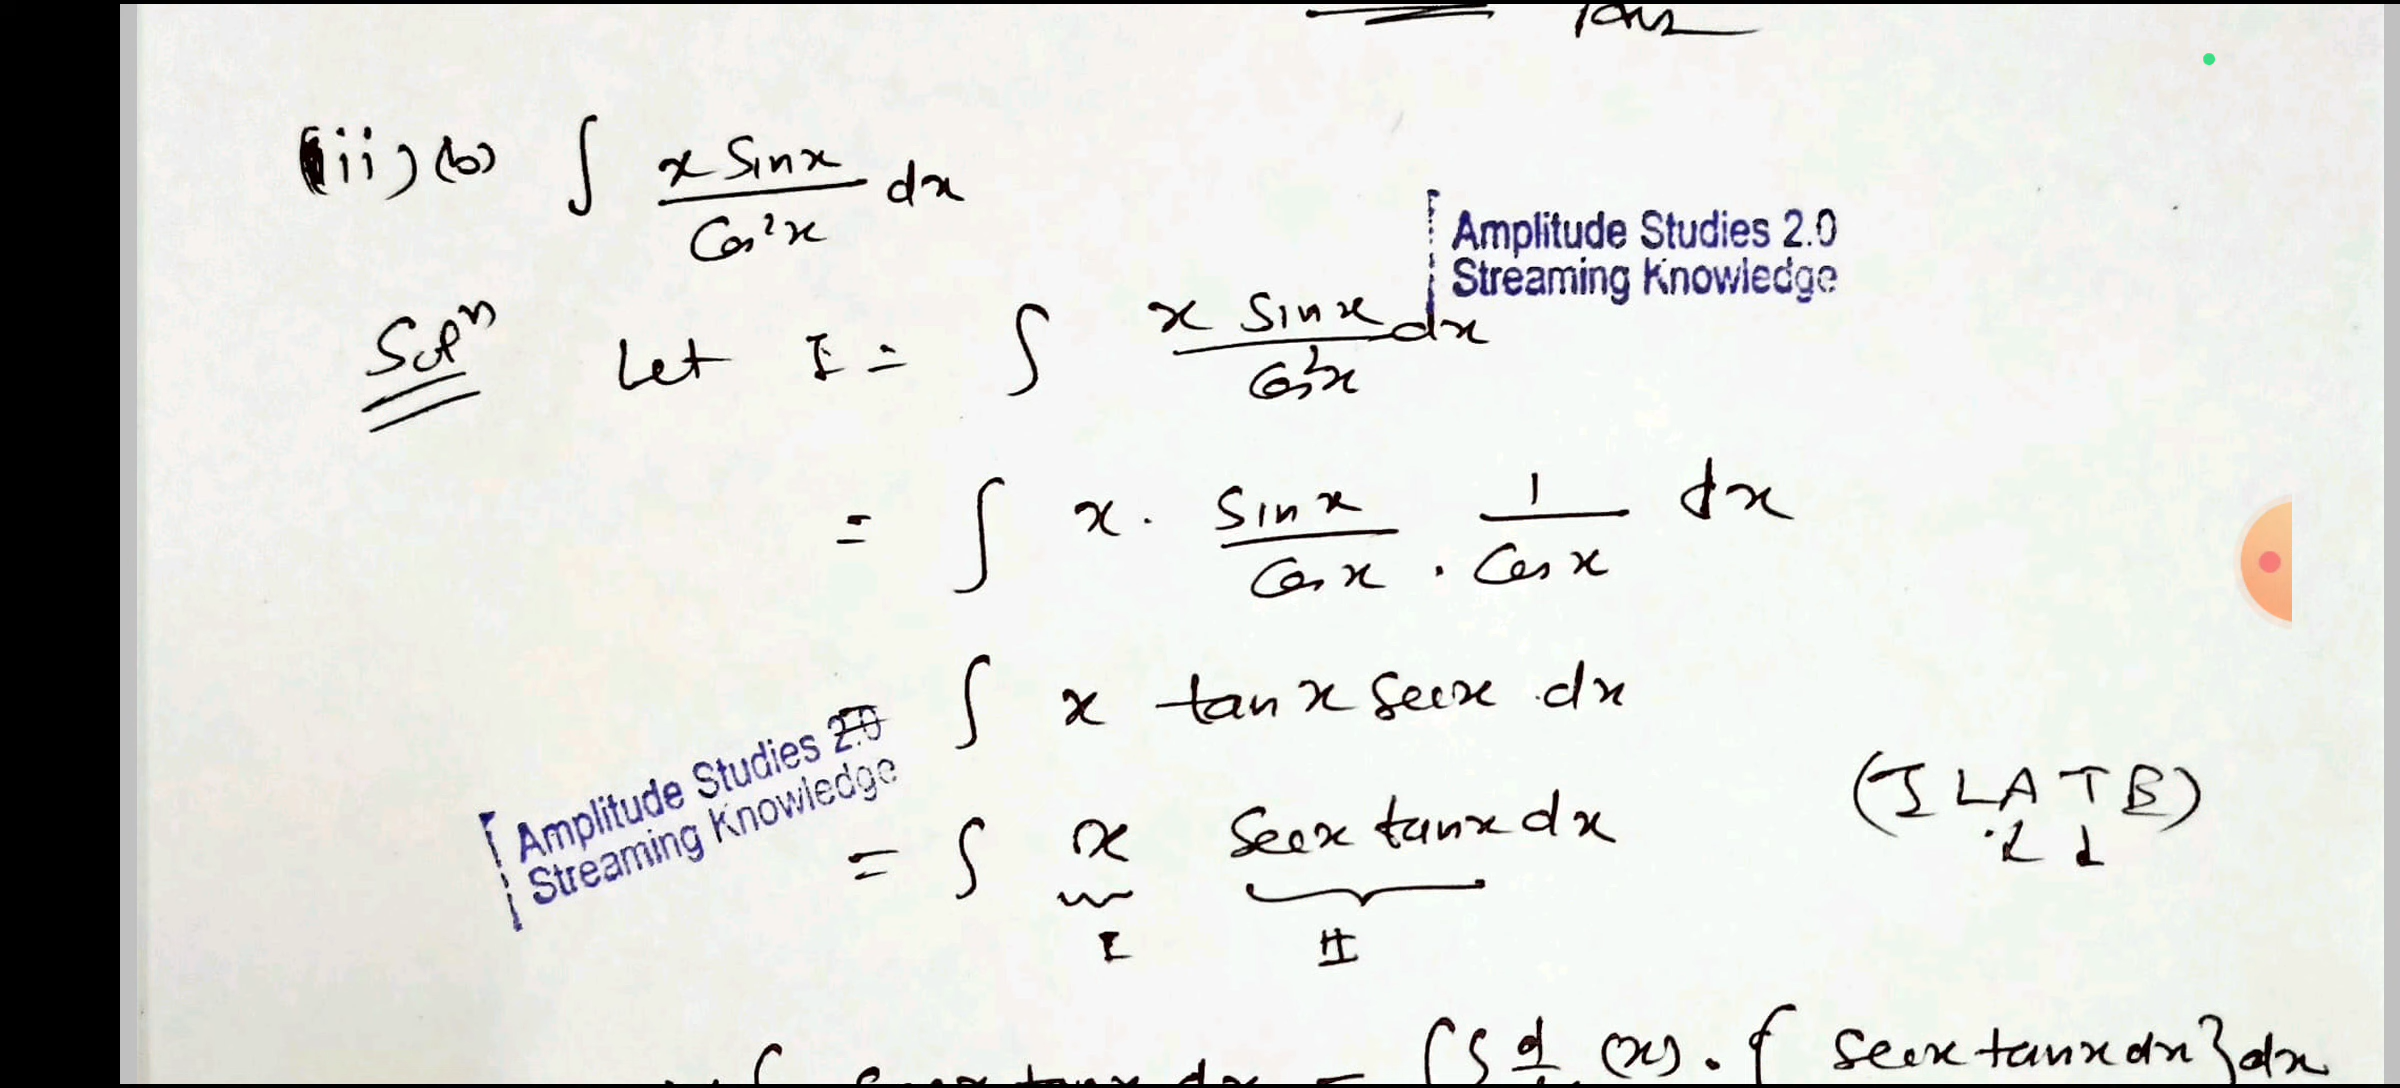 (ii) (b) ∫ x Sinx / Cos²x dx
Amplitude Studies 2.0
Streaming Knowledge
Solⁿ Let I = ∫ x Sinx / Cos²x dx
= ∫ x . Sinx / Cosx . 1 / Cosx dx
∫ x tanx Secx .dx
Amplitude Studies 2.0
Streaming Knowledge
= ∫ x Secx tanx dx (ILATE)
I II
Secx tanx dx} dx